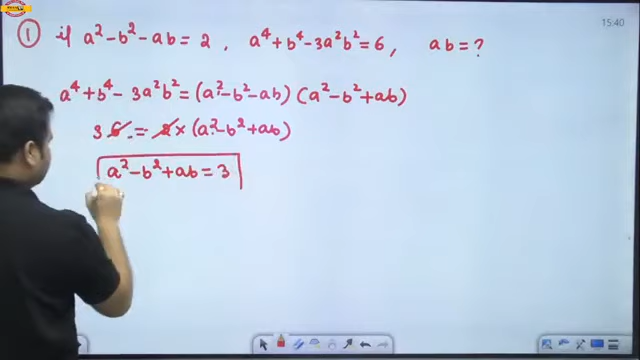 15:40
① if a² - b² - ab = 2 , a⁴ + b⁴ - 3a²b² = 6 , ab = ?
a⁴ + b⁴ - 3a²b² = (a² - b² - ab) (a² - b² + ab)
3 6 = 2 × (a² - b² + ab)
a² - b² + ab = 3